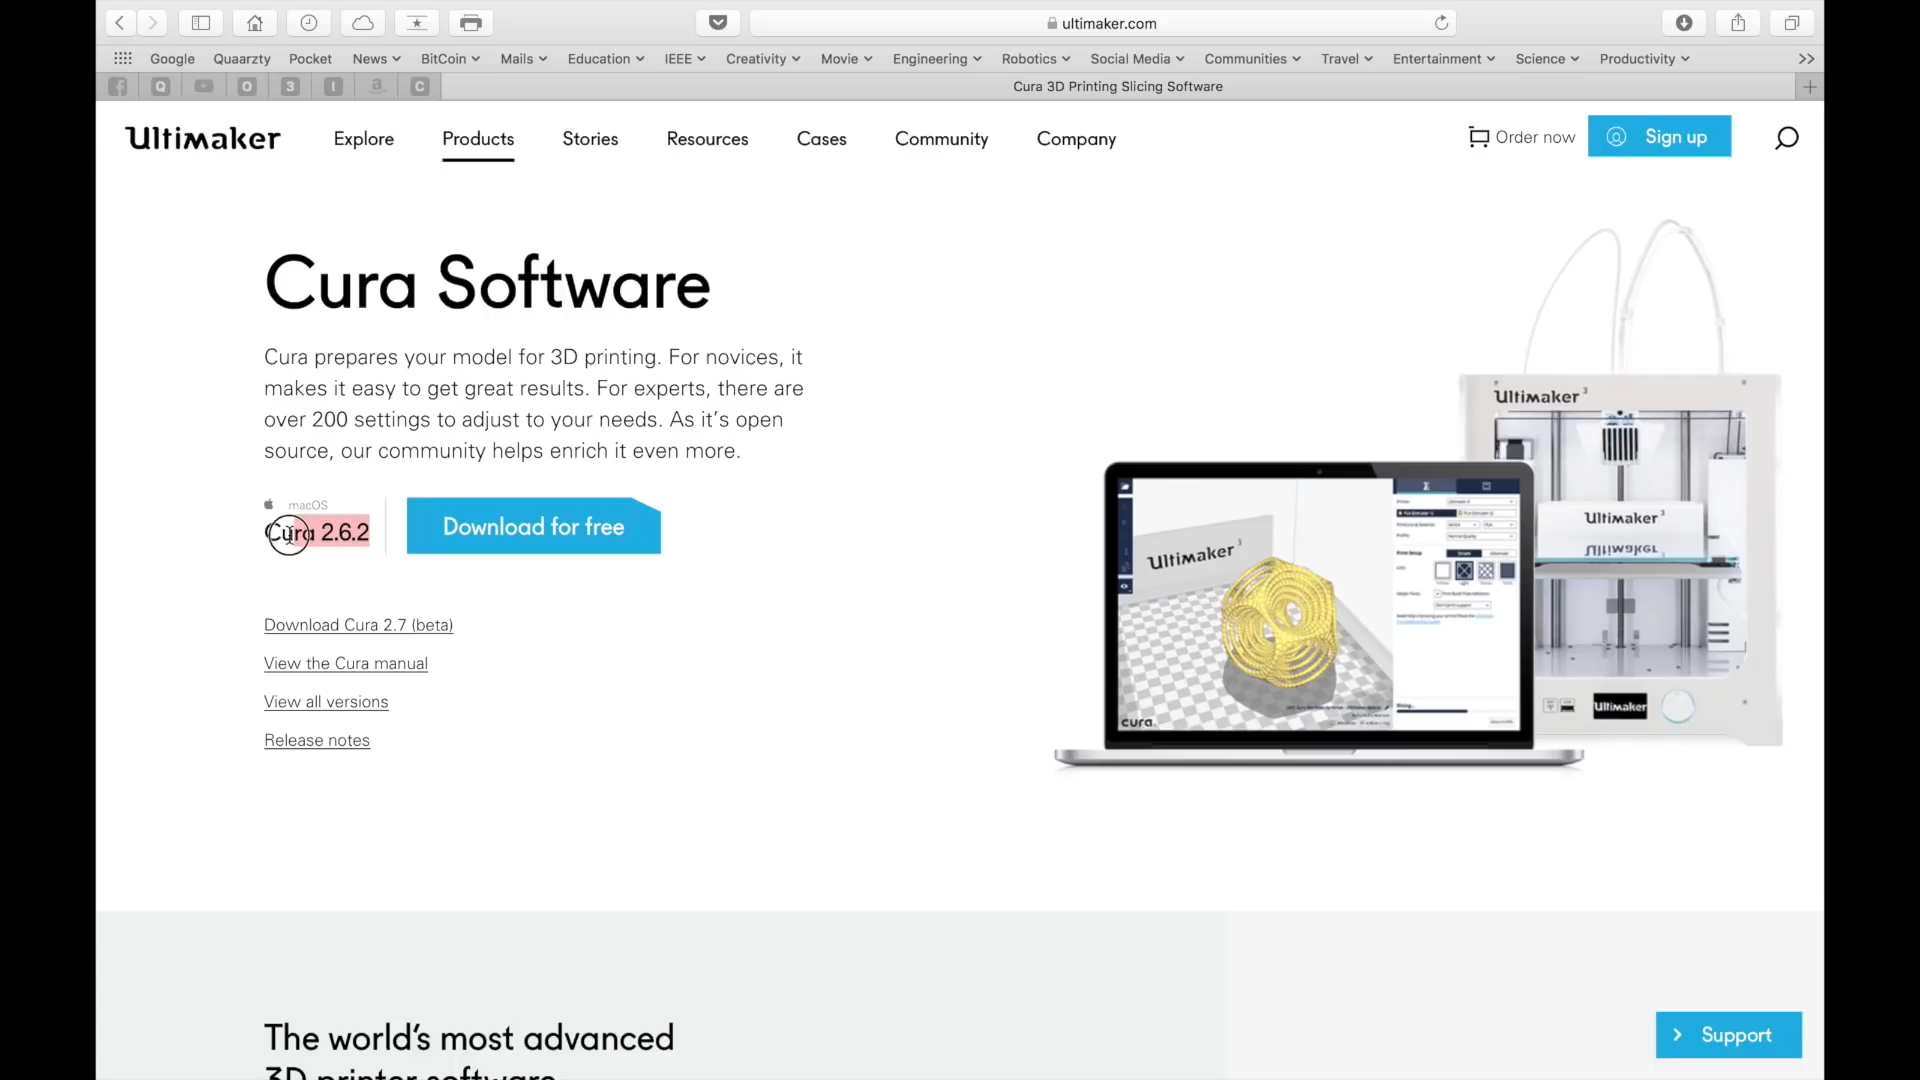 ultimaker.com
Google Quaarzty Pocket News BitCoin Mails Education IEEE Creativity Movie Engineering Robotics Social Media Communities Travel Entertainment Science Productivity
Q O 3 I a C
Cura 3D Printing Slicing Software
Ultimaker Explore Products Stories Resources Cases Community Company Order now Sign up
Cura Software
Cura prepares your model for 3D printing. For novices, it
makes it easy to get great results. For experts, there are
over 200 settings to adjust to your needs. As it's open
source, our community helps enrich it even more.
macOS
Cura 2.6.2
Download for free
Download Cura 2.7 (beta)
View the Cura manual
View all versions
Release notes
Ultimaker 3
Ultimaker 3
Ultimaker 3
Ultimaker
cura
The world's most advanced
3D printer software
Support